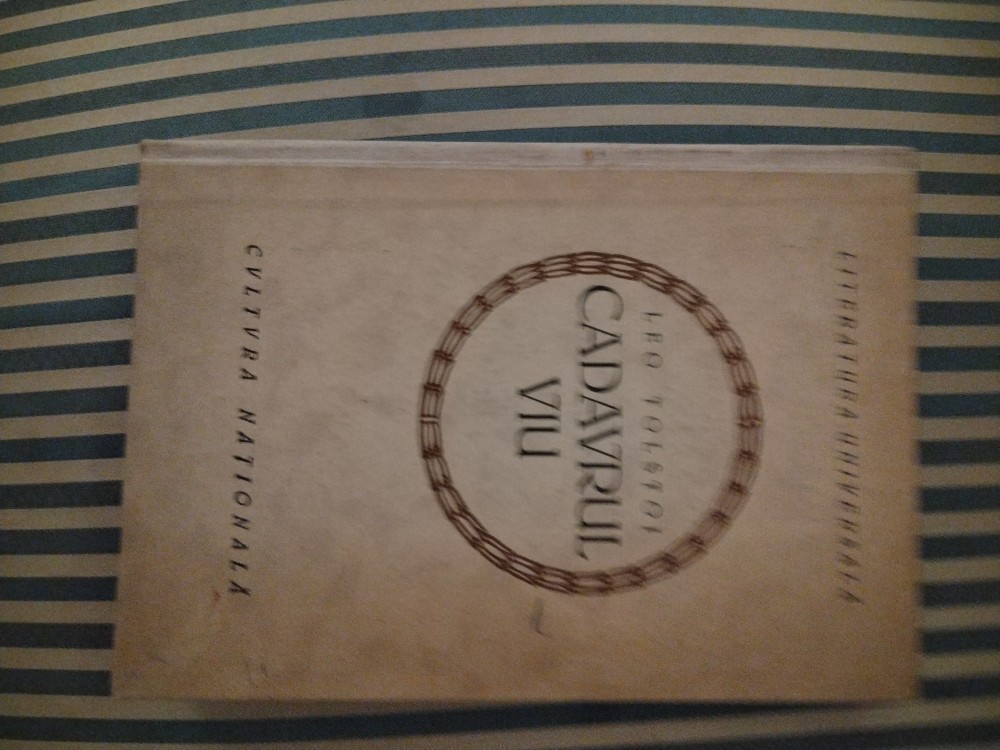 LITERATURA UNIVERSALĂ
LEO TOLSTOI
CADAVRUL
VIU
CVLTVRA NAȚIONALĂ